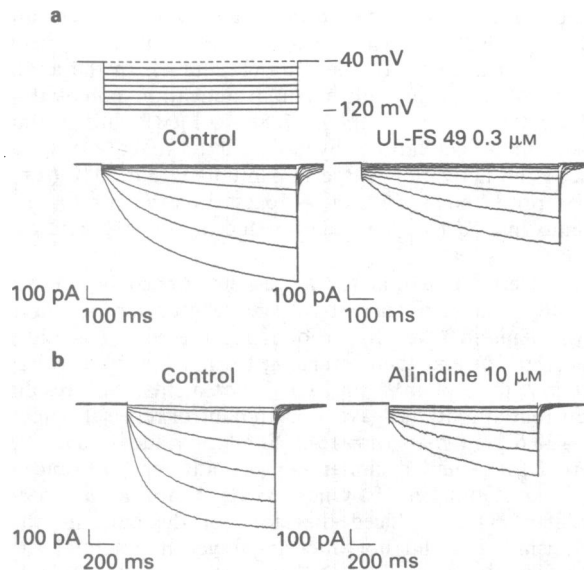 a
−40 mV
−120 mV
Control
UL-FS 49 0.3 μM
100 pA
100 ms
100 pA
100 ms
b
Control
Alinidine 10 μM
100 pA
200 ms
100 pA
200 ms